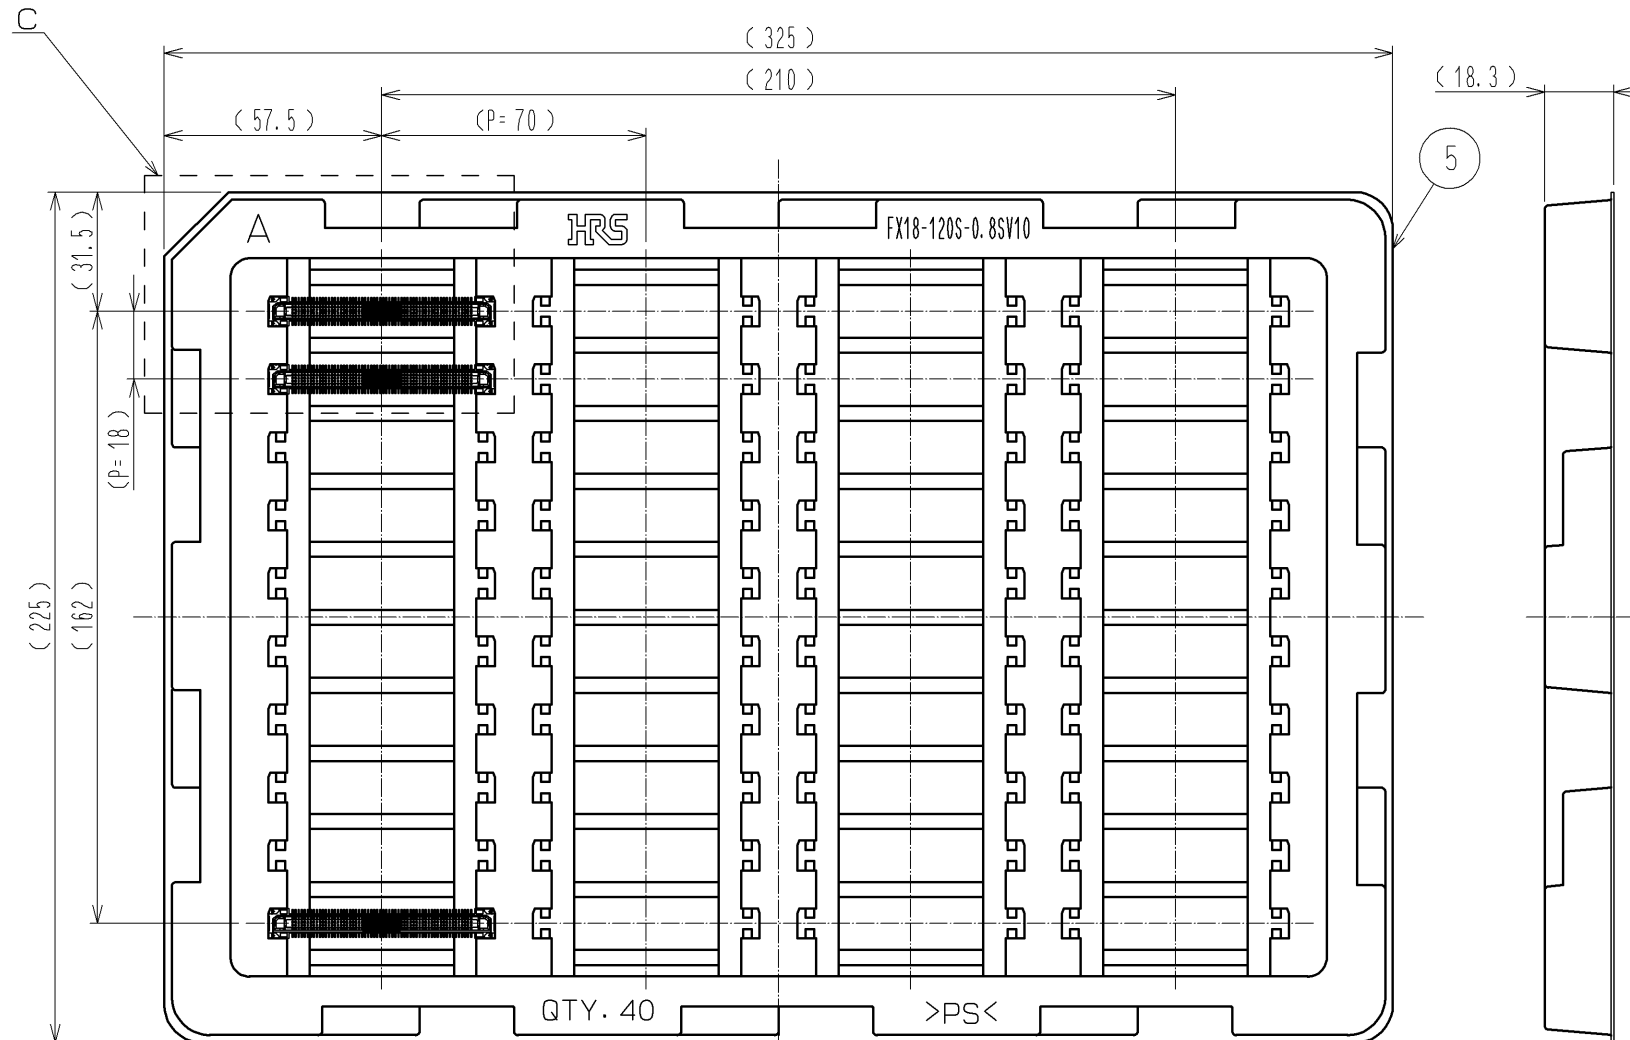 C
( 325 )
( 210 )
( 18.3 )
( 57.5 )
(P=70 )
5
A
HRS
FX18-120S-0.8SV10
( 31.5 )
(P=18 )
( 225 )
( 162 )
QTY. 40
>PS<